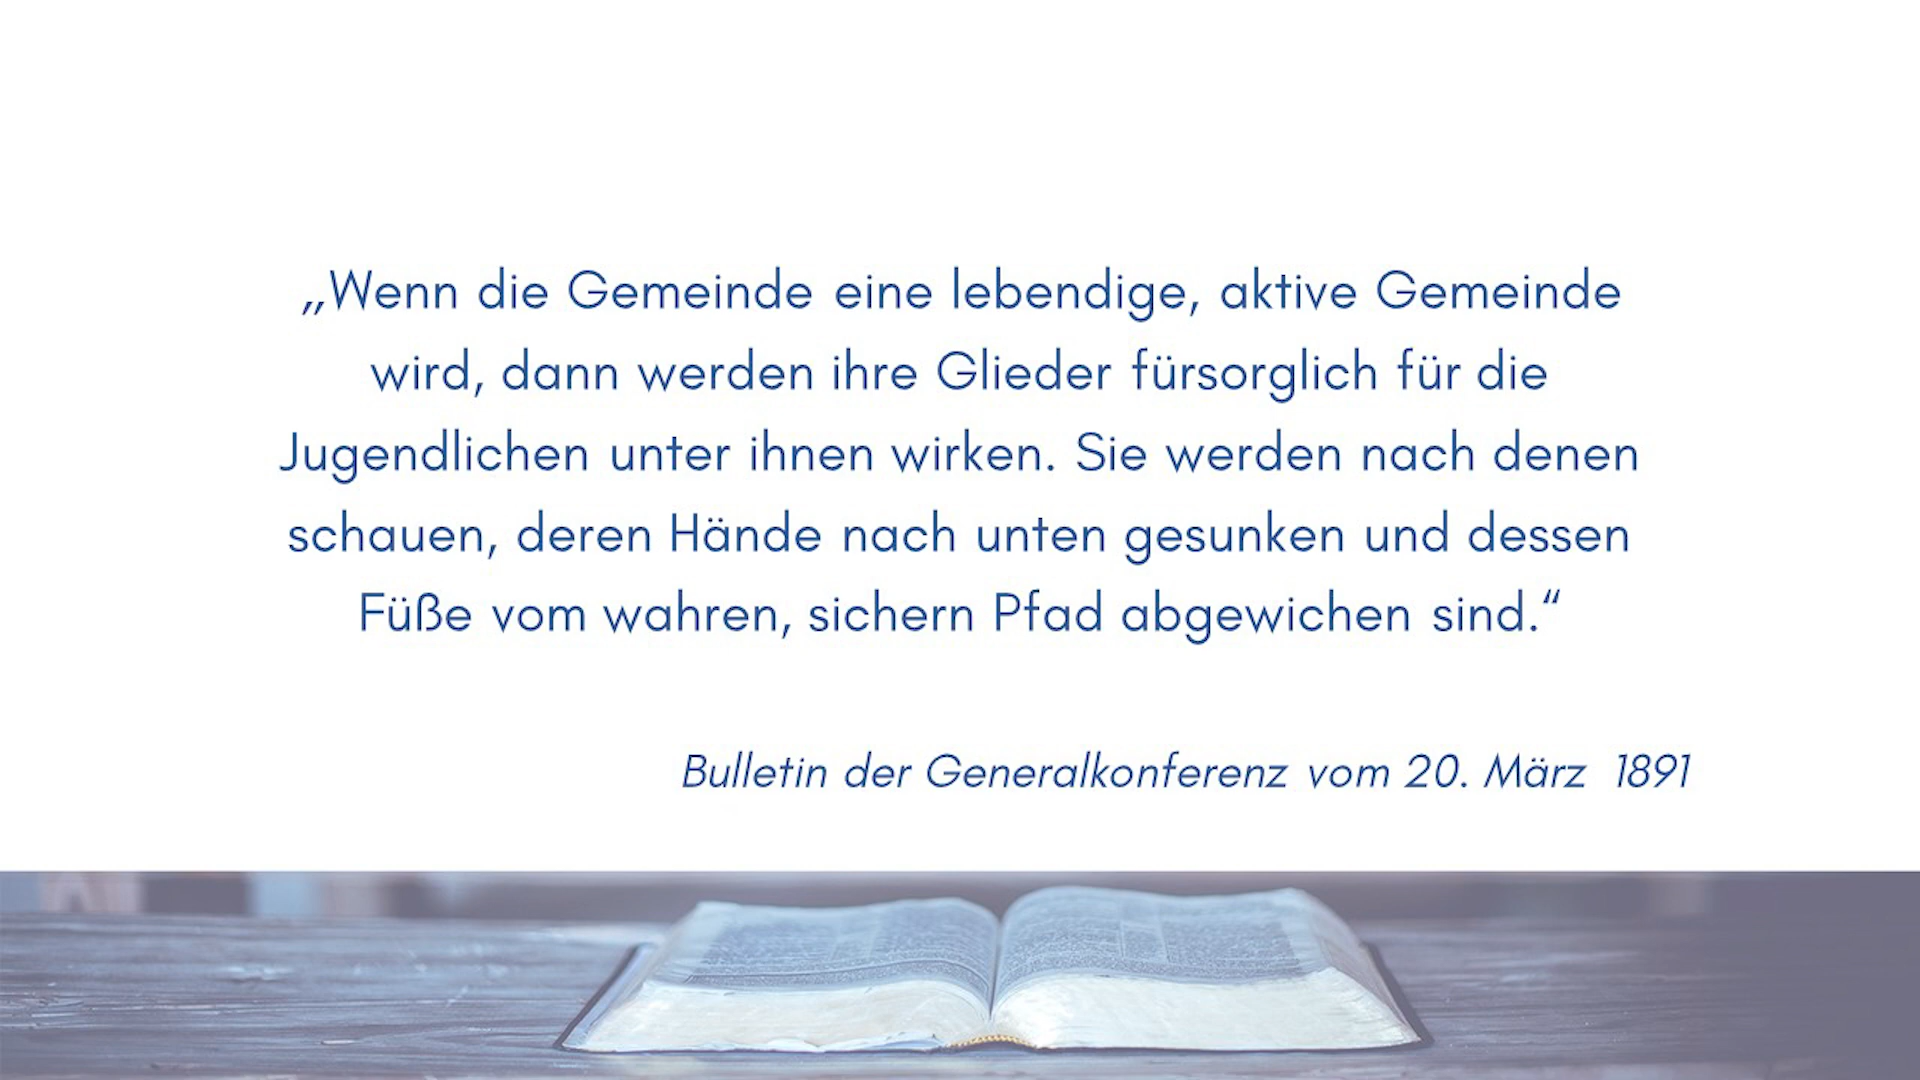 „Wenn die Gemeinde eine lebendige, aktive Gemeinde
wird, dann werden ihre Glieder fürsorglich für die
Jugendlichen unter ihnen wirken. Sie werden nach denen
schauen, deren Hände nach unten gesunken und dessen
Füße vom wahren, sichern Pfad abgewichen sind.“
Bulletin der Generalkonferenz vom 20. März 1891